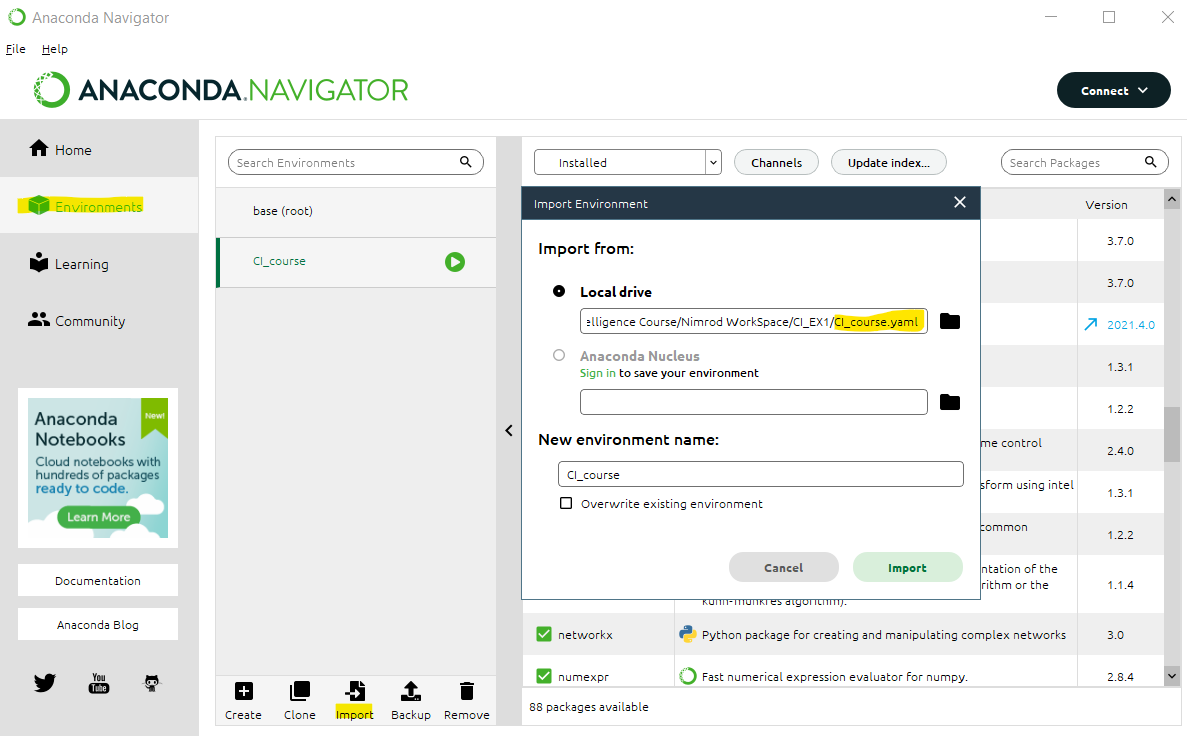 Anaconda Navigator
File Help
ANACONDA.NAVIGATOR
Connect
Home
Environments
Learning
Community
Anaconda
Notebooks
New!
Cloud notebooks with
hundreds of packages
ready to code.
Learn More
Documentation
Anaconda Blog
You
Tube
Search Environments
base (root)
CI_course
Create Clone Import Backup Remove
Installed
Channels
Update index...
Search Packages
Version
3.7.0
3.7.0
2021.4.0
1.3.1
1.2.2
me control
2.4.0
sform using intel
1.3.1
common
1.2.2
ntation of the
rithm or the
kuhn-munkres algorithm).
1.1.4
networkx Python package for creating and manipulating complex networks 3.0
numexpr Fast numerical expression evaluator for numpy. 2.8.4
88 packages available
Import Environment
Import from:
Local drive
elligence Course/Nimrod WorkSpace/CI_EX1/CI_course.yaml
Anaconda Nucleus
Sign in to save your environment
New environment name:
CI_course
Overwrite existing environment
Cancel Import